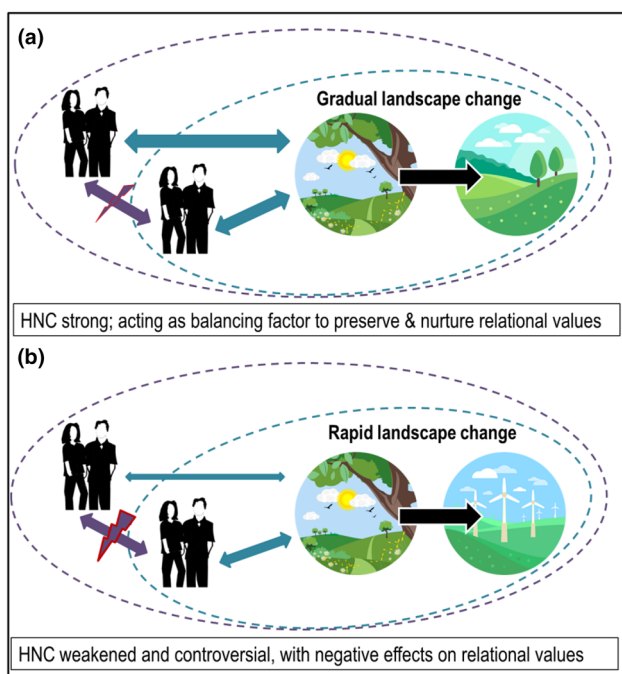 (a)
Gradual landscape change
HNC strong; acting as balancing factor to preserve & nurture relational values
(b)
Rapid landscape change
HNC weakened and controversial, with negative effects on relational values